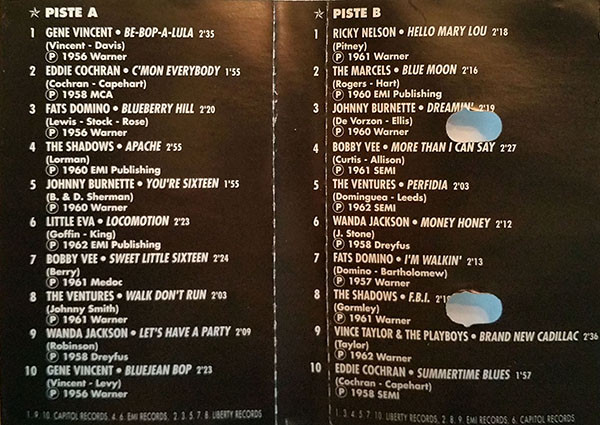 PISTE A
1 GENE VINCENT • BE-BOP-A-LULA 2'35
(Vincent - Davis)
Ⓟ 1956 Warner
2 EDDIE COCHRAN • C'MON EVERYBODY 1'55
(Cochran - Capehart)
Ⓟ 1958 MCA
3 FATS DOMINO • BLUEBERRY HILL 2'20
(Lewis - Stock - Rose)
Ⓟ 1956 Warner
4 THE SHADOWS • APACHE 2'55
(Lorman)
Ⓟ 1960 EMI Publishing
5 JOHNNY BURNETTE • YOU'RE SIXTEEN 1'55
(B. & D. Sherman)
Ⓟ 1960 Warner
6 LITTLE EVA • LOCOMOTION 2'23
(Goffin - King)
Ⓟ 1962 EMI Publishing
7 BOBBY VEE • SWEET LITTLE SIXTEEN 2'24
(Berry)
Ⓟ 1961 Medoc
8 THE VENTURES • WALK DON'T RUN 2'03
(Johnny Smith)
Ⓟ 1961 Warner
9 WANDA JACKSON • LET'S HAVE A PARTY 2'09
(Robinson)
Ⓟ 1958 Dreyfus
10 GENE VINCENT • BLUEJEAN BOP 2'23
(Vincent - Levy)
Ⓟ 1956 Warner
1. 9. 10. CAPITOL RECORDS, 4. 6. EMI RECORDS, 2. 3. 5. 7. 8. LIBERTY RECORDS
PISTE B
1 RICKY NELSON • HELLO MARY LOU 2'18
(Pitney)
Ⓟ 1961 Warner
2 THE MARCELS • BLUE MOON 2'16
(Rogers - Hart)
Ⓟ 1960 EMI Publishing
3 JOHNNY BURNETTE • DREAMIN' 2'19
(De Vorzon - Ellis)
Ⓟ 1960 Warner
4 BOBBY VEE • MORE THAN I CAN SAY 2'27
(Curtis - Allison)
Ⓟ 1961 SEMI
5 THE VENTURES • PERFIDIA 2'03
(Dominguea - Leeds)
Ⓟ 1962 SEMI
6 WANDA JACKSON • MONEY HONEY 2'12
(J. Stone)
Ⓟ 1958 Dreyfus
7 FATS DOMINO • I'M WALKIN' 2'13
(Domino - Bartholomew)
Ⓟ 1957 Warner
8 THE SHADOWS • F.B.I.
(Gormley)
Ⓟ 1961 Warner
9 VINCE TAYLOR & THE PLAYBOYS • BRAND NEW CADILLAC 2'36
(Taylor)
Ⓟ 1962 Warner
10 EDDIE COCHRAN • SUMMERTIME BLUES 1'57
(Cochran - Capehart)
Ⓟ 1958 SEMI
1. 3. 4. 5. 7. 10. LIBERTY RECORDS, 2. 8. 9. EMI RECORDS, 6. CAPITOL RECORDS